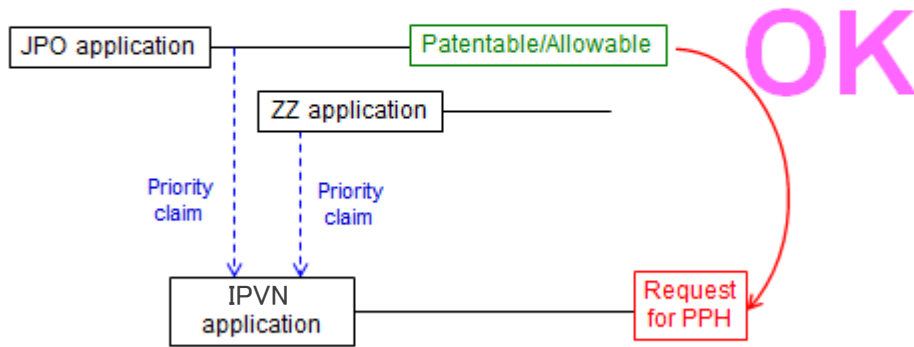 OK
JPO application
Patentable/Allowable
ZZ application
Priority
claim
Priority
claim
IPVN
application
Request
for PPH